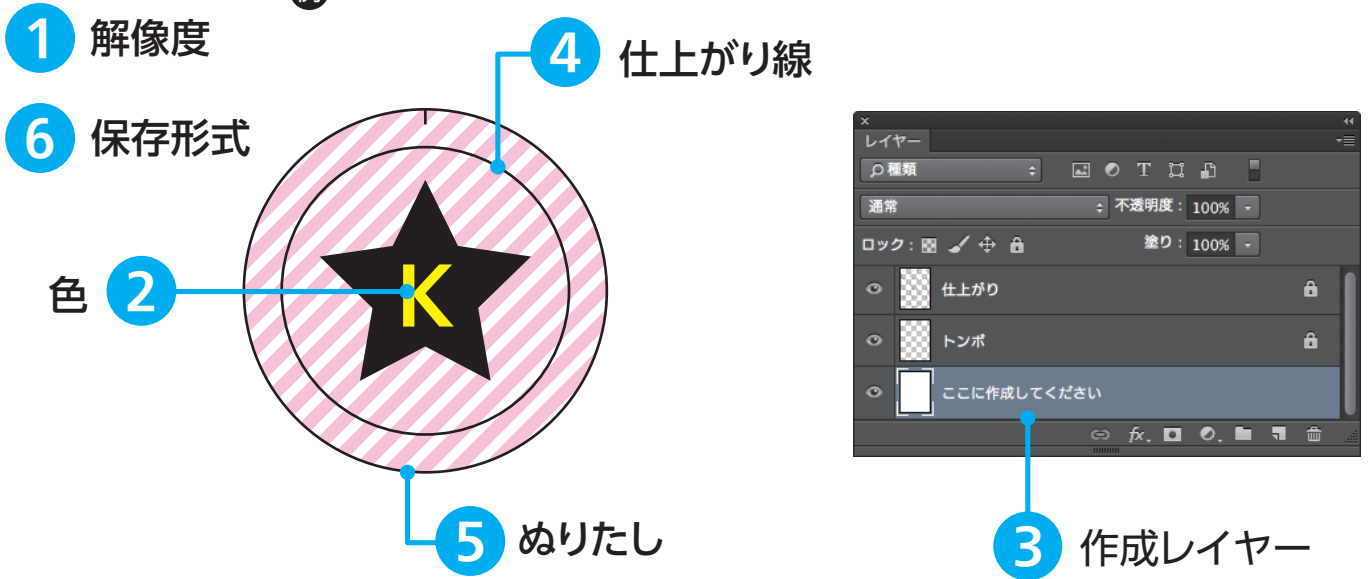 例
1 解像度
4 仕上がり線
6 保存形式
色 2
K
5 ぬりたし
レイヤー
種類
通常
不透明度 : 100%
ロック :
塗り : 100%
仕上がり
トンボ
ここに作成してください
fx.
3 作成レイヤー